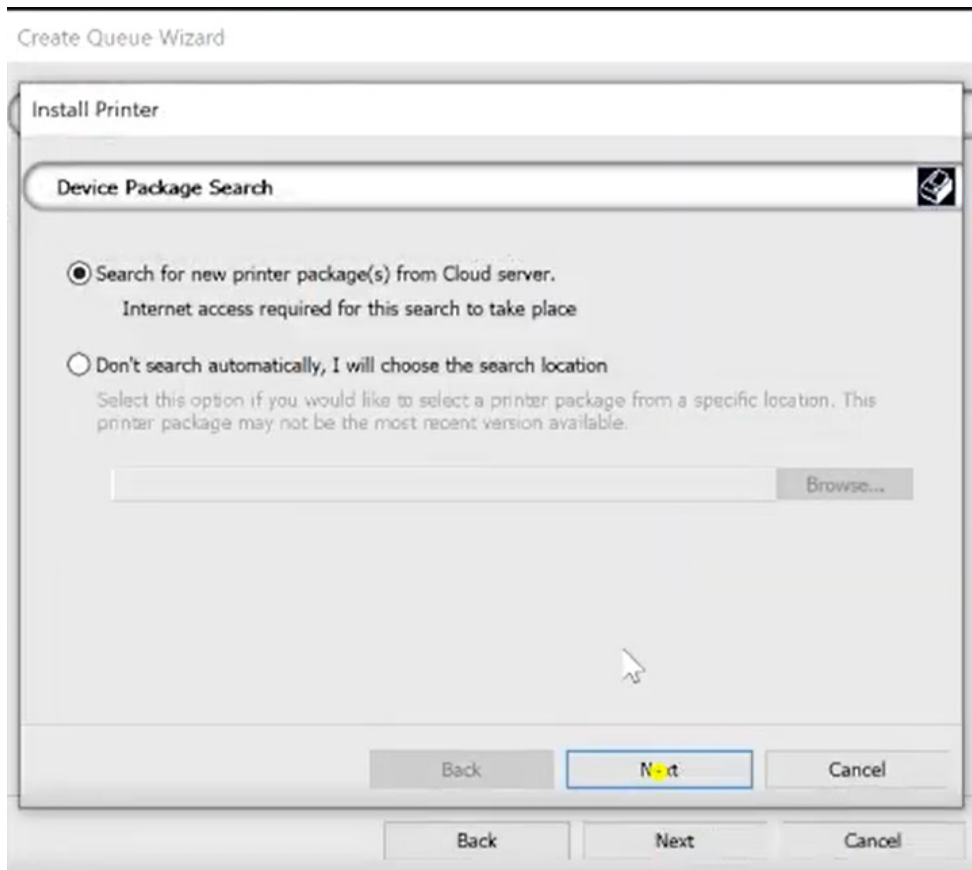 Create Queue Wizard
Install Printer
Device Package Search
Search for new printer package(s) from Cloud server.
Internet access required for this search to take place
Don't search automatically, I will choose the search location
Select this option if you would like to select a printer package from a specific location. This
printer package may not be the most recent version available.
Browse...
Back
Next
Cancel
Back
Next
Cancel